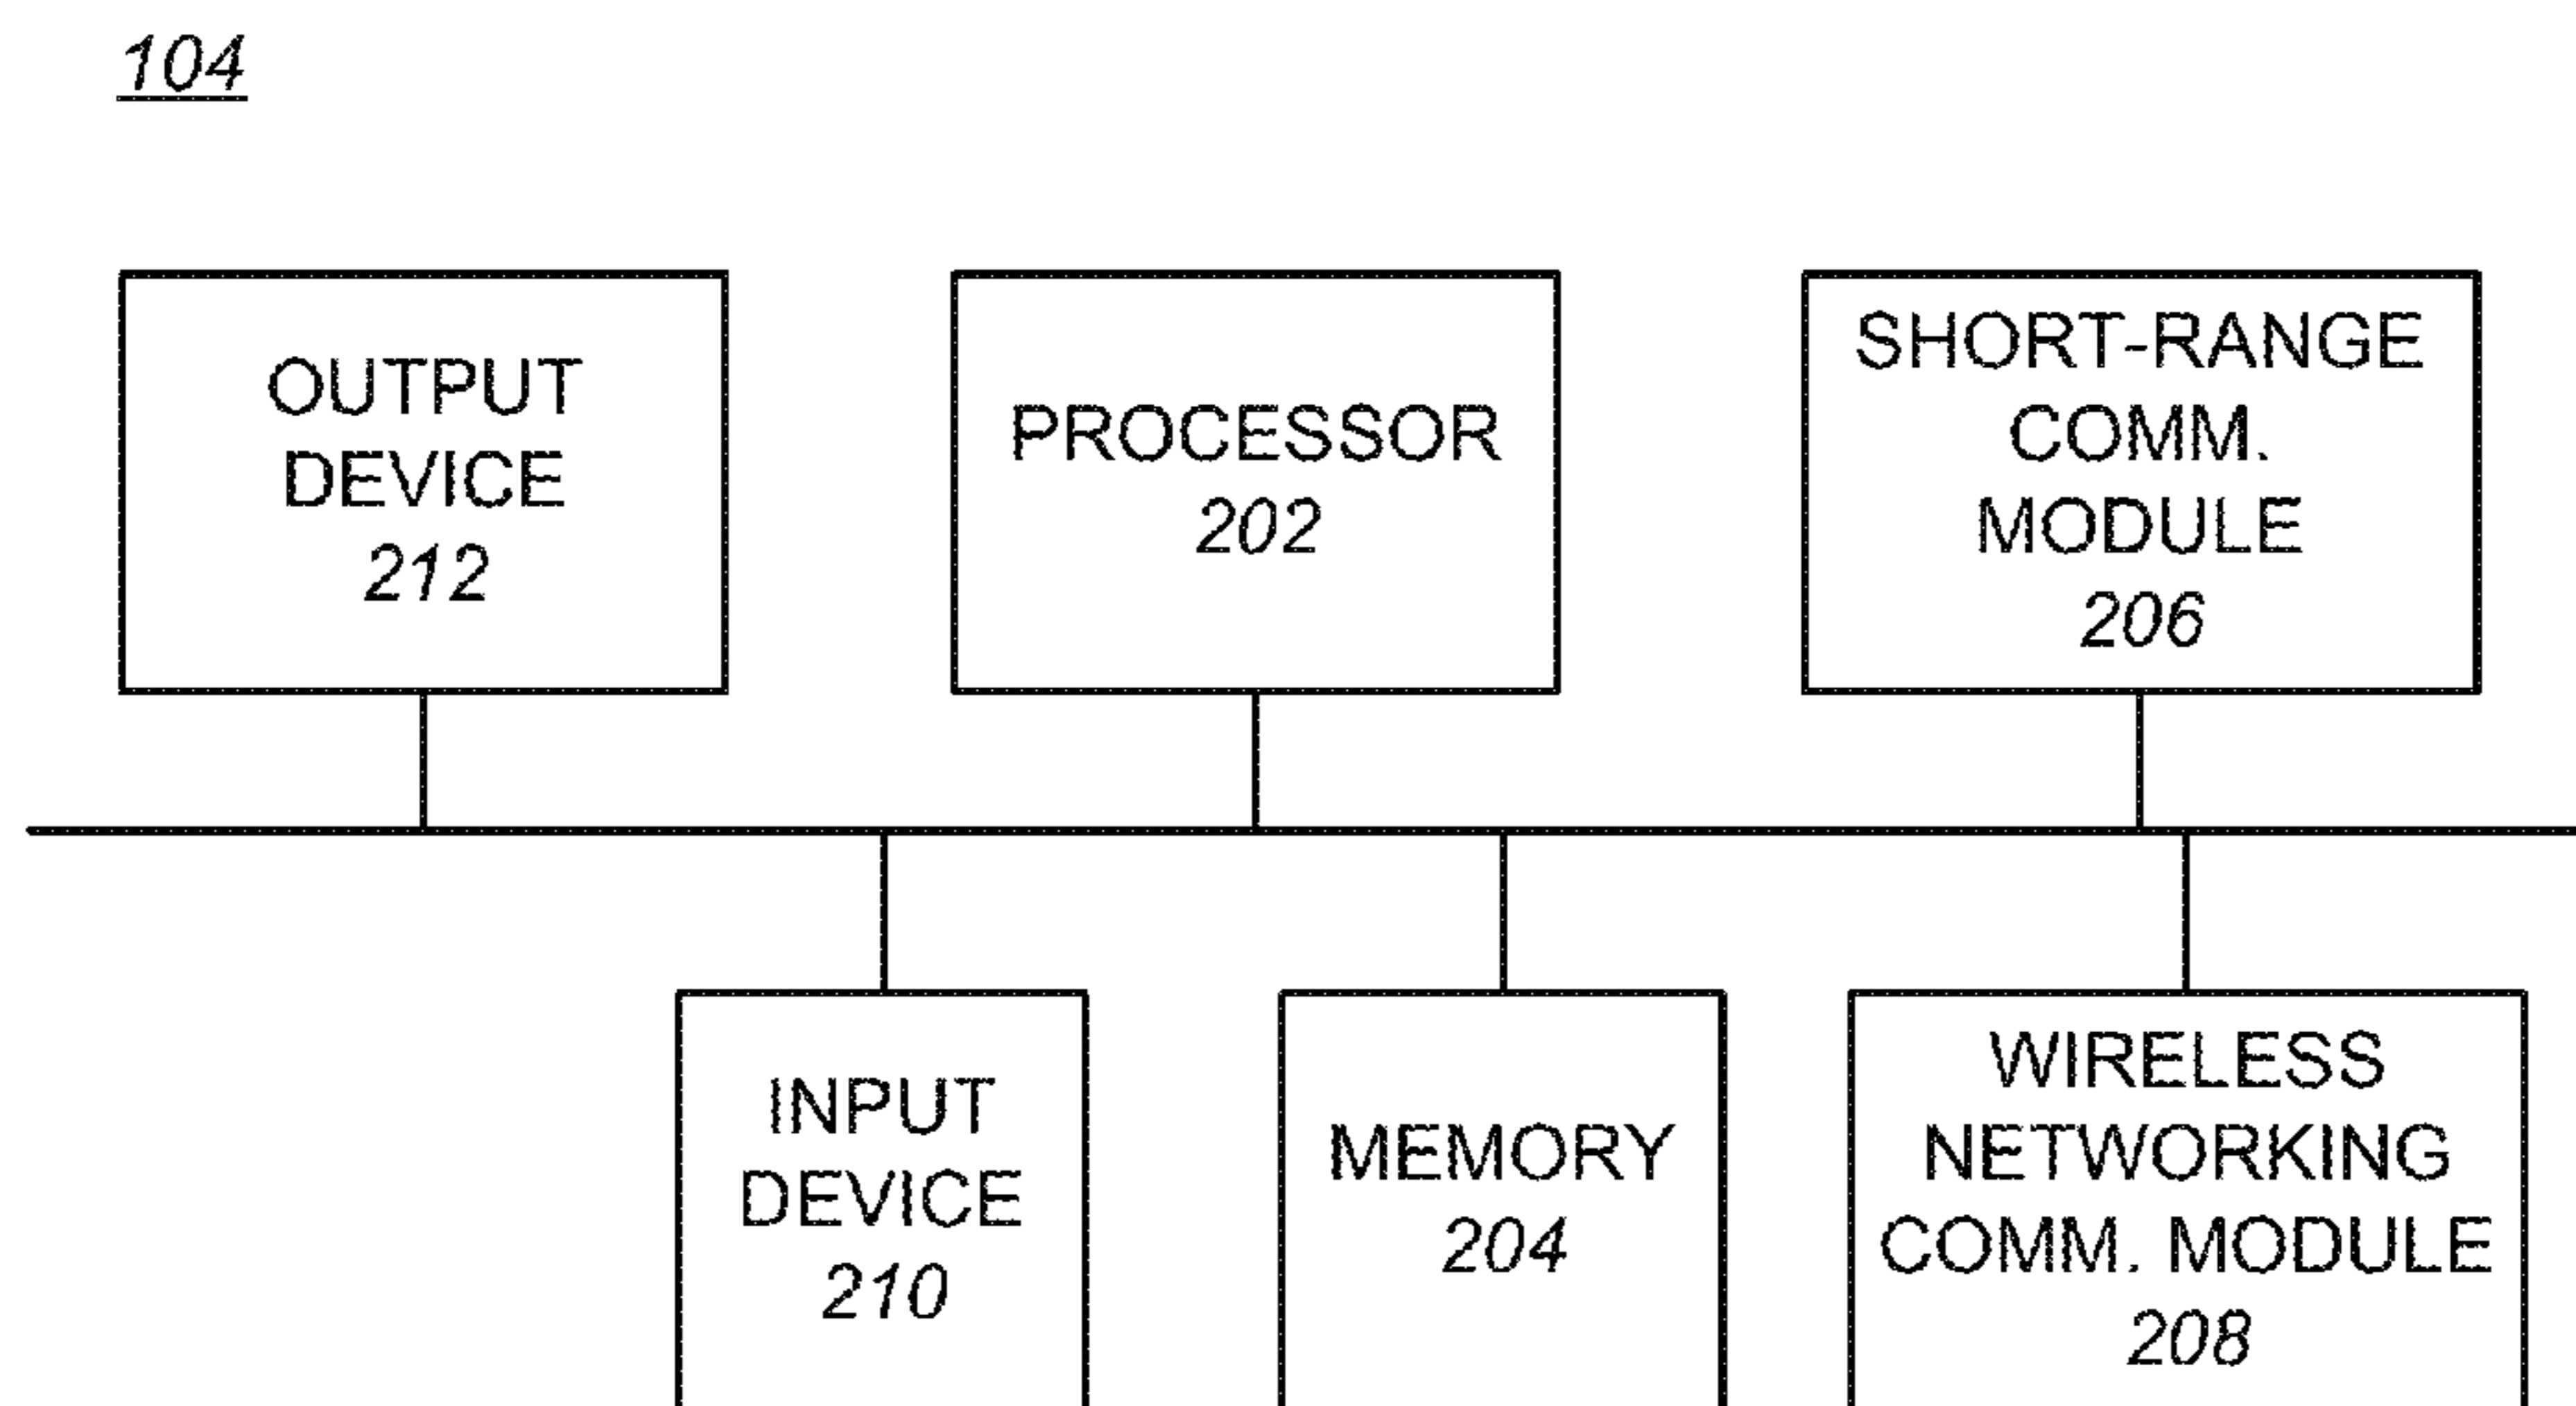 104
OUTPUT
DEVICE
212
PROCESSOR
202
SHORT-RANGE
COMM.
MODULE
206
INPUT
DEVICE
210
MEMORY
204
WIRELESS
NETWORKING
COMM. MODULE
208